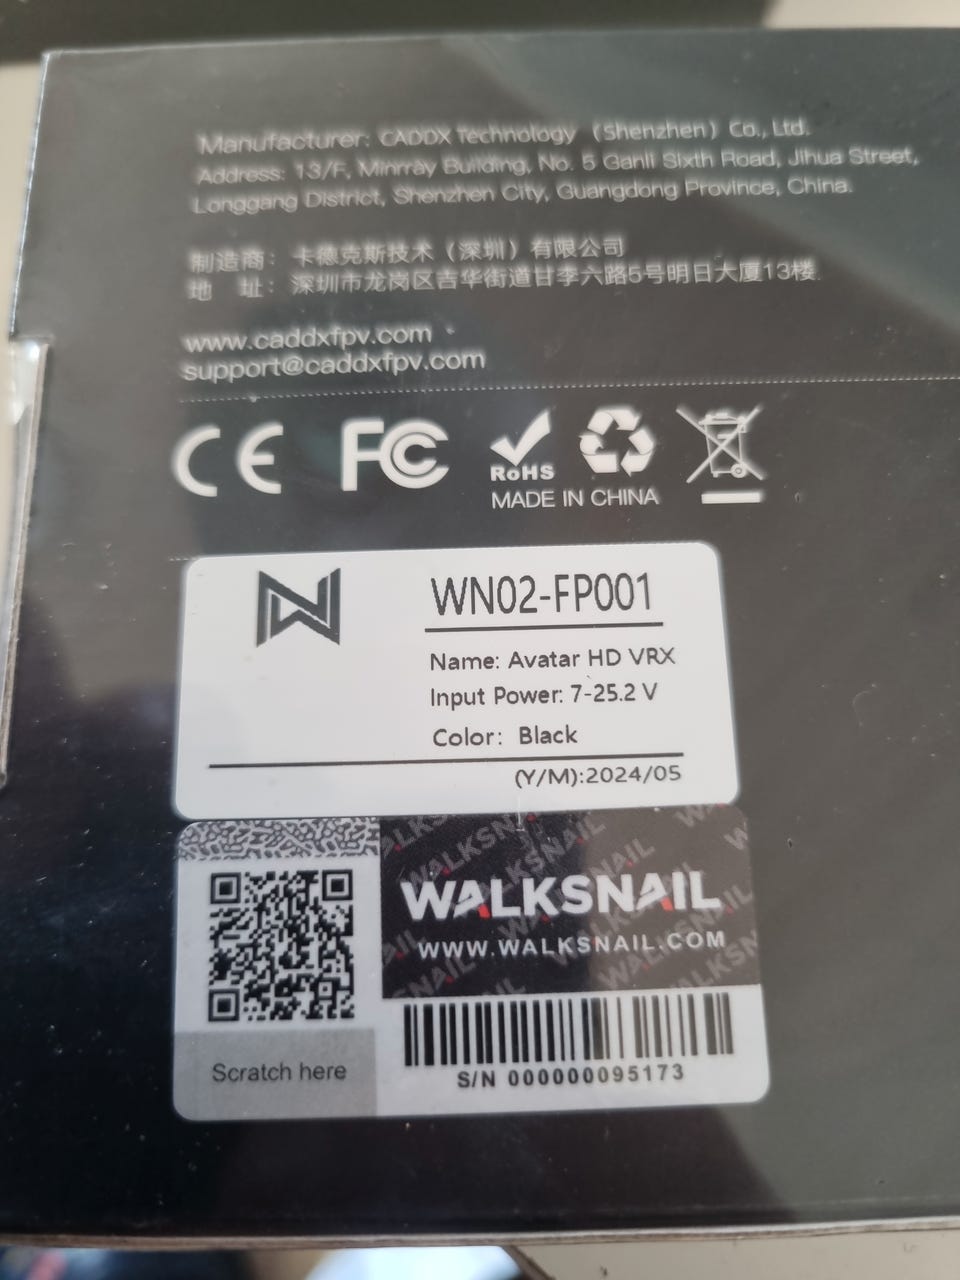 Manufacturer: CADDX Technology (Shenzhen) Co., Ltd.
Address: 13/F, Minrray Building, No. 5 Ganli Sixth Road, Jihua Street,
Longgang District, Shenzhen City, Guangdong Province, China.
制造商： 卡德克斯技术（深圳）有限公司
地 址： 深圳市龙岗区吉华街道甘李六路5号明日大厦13楼
www.caddxfpv.com
support@caddxfpv.com
CE FC RoHS
MADE IN CHINA
WN02-FP001
Name: Avatar HD VRX
Input Power: 7-25.2 V
Color: Black
(Y/M):2024/05
WALKSNAIL
WWW.WALKSNAIL.COM
Scratch here
S/N 000000095173